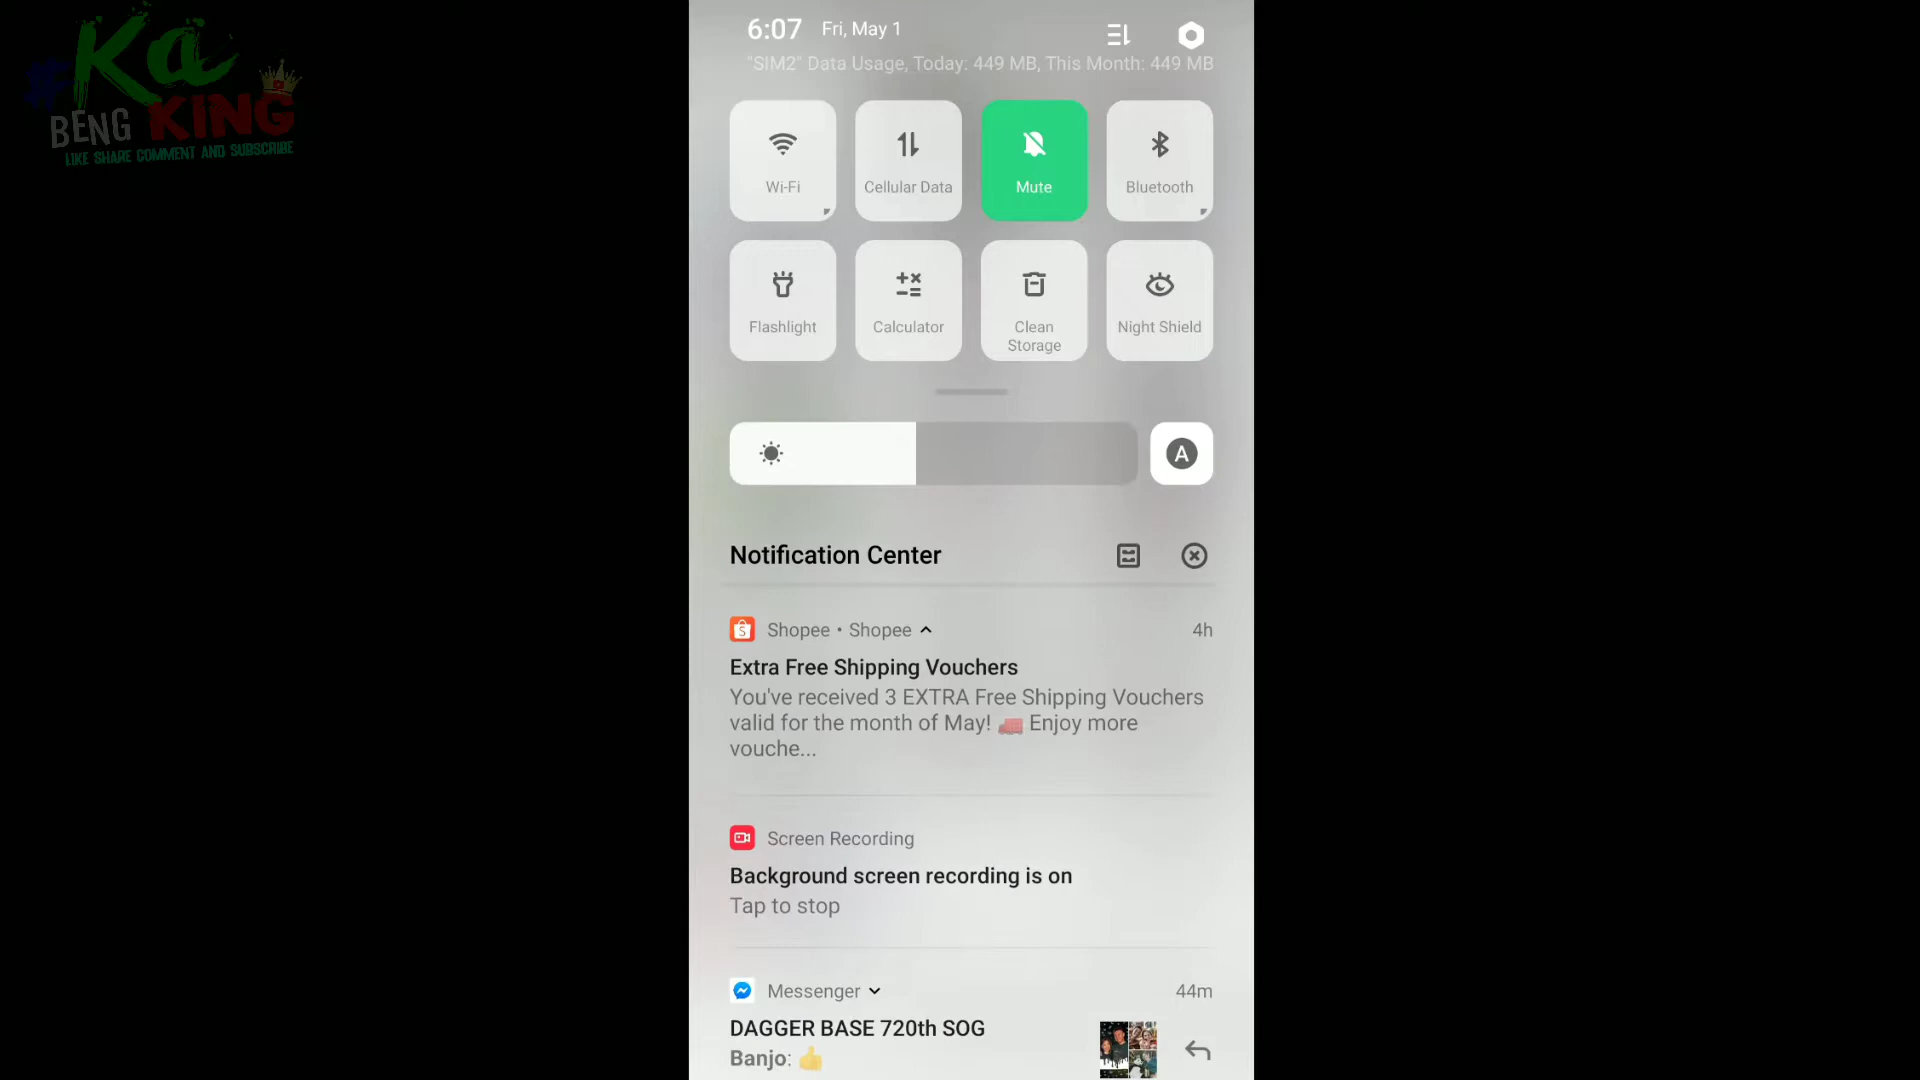 #Ka
BENG KING
LIKE SHARE COMMENT AND SUBSCRIBE
6:07 Fri, May 1
"SIM2" Data Usage, Today: 449 MB, This Month: 449 MB
Wi-Fi Cellular Data Mute Bluetooth
Flashlight Calculator Clean Storage Night Shield
A
Notification Center
Shopee • Shopee 4h
Extra Free Shipping Vouchers
You've received 3 EXTRA Free Shipping Vouchers
valid for the month of May! 🚚 Enjoy more
vouche...
Screen Recording
Background screen recording is on
Tap to stop
Messenger 44m
DAGGER BASE 720th SOG
Banjo: 👍